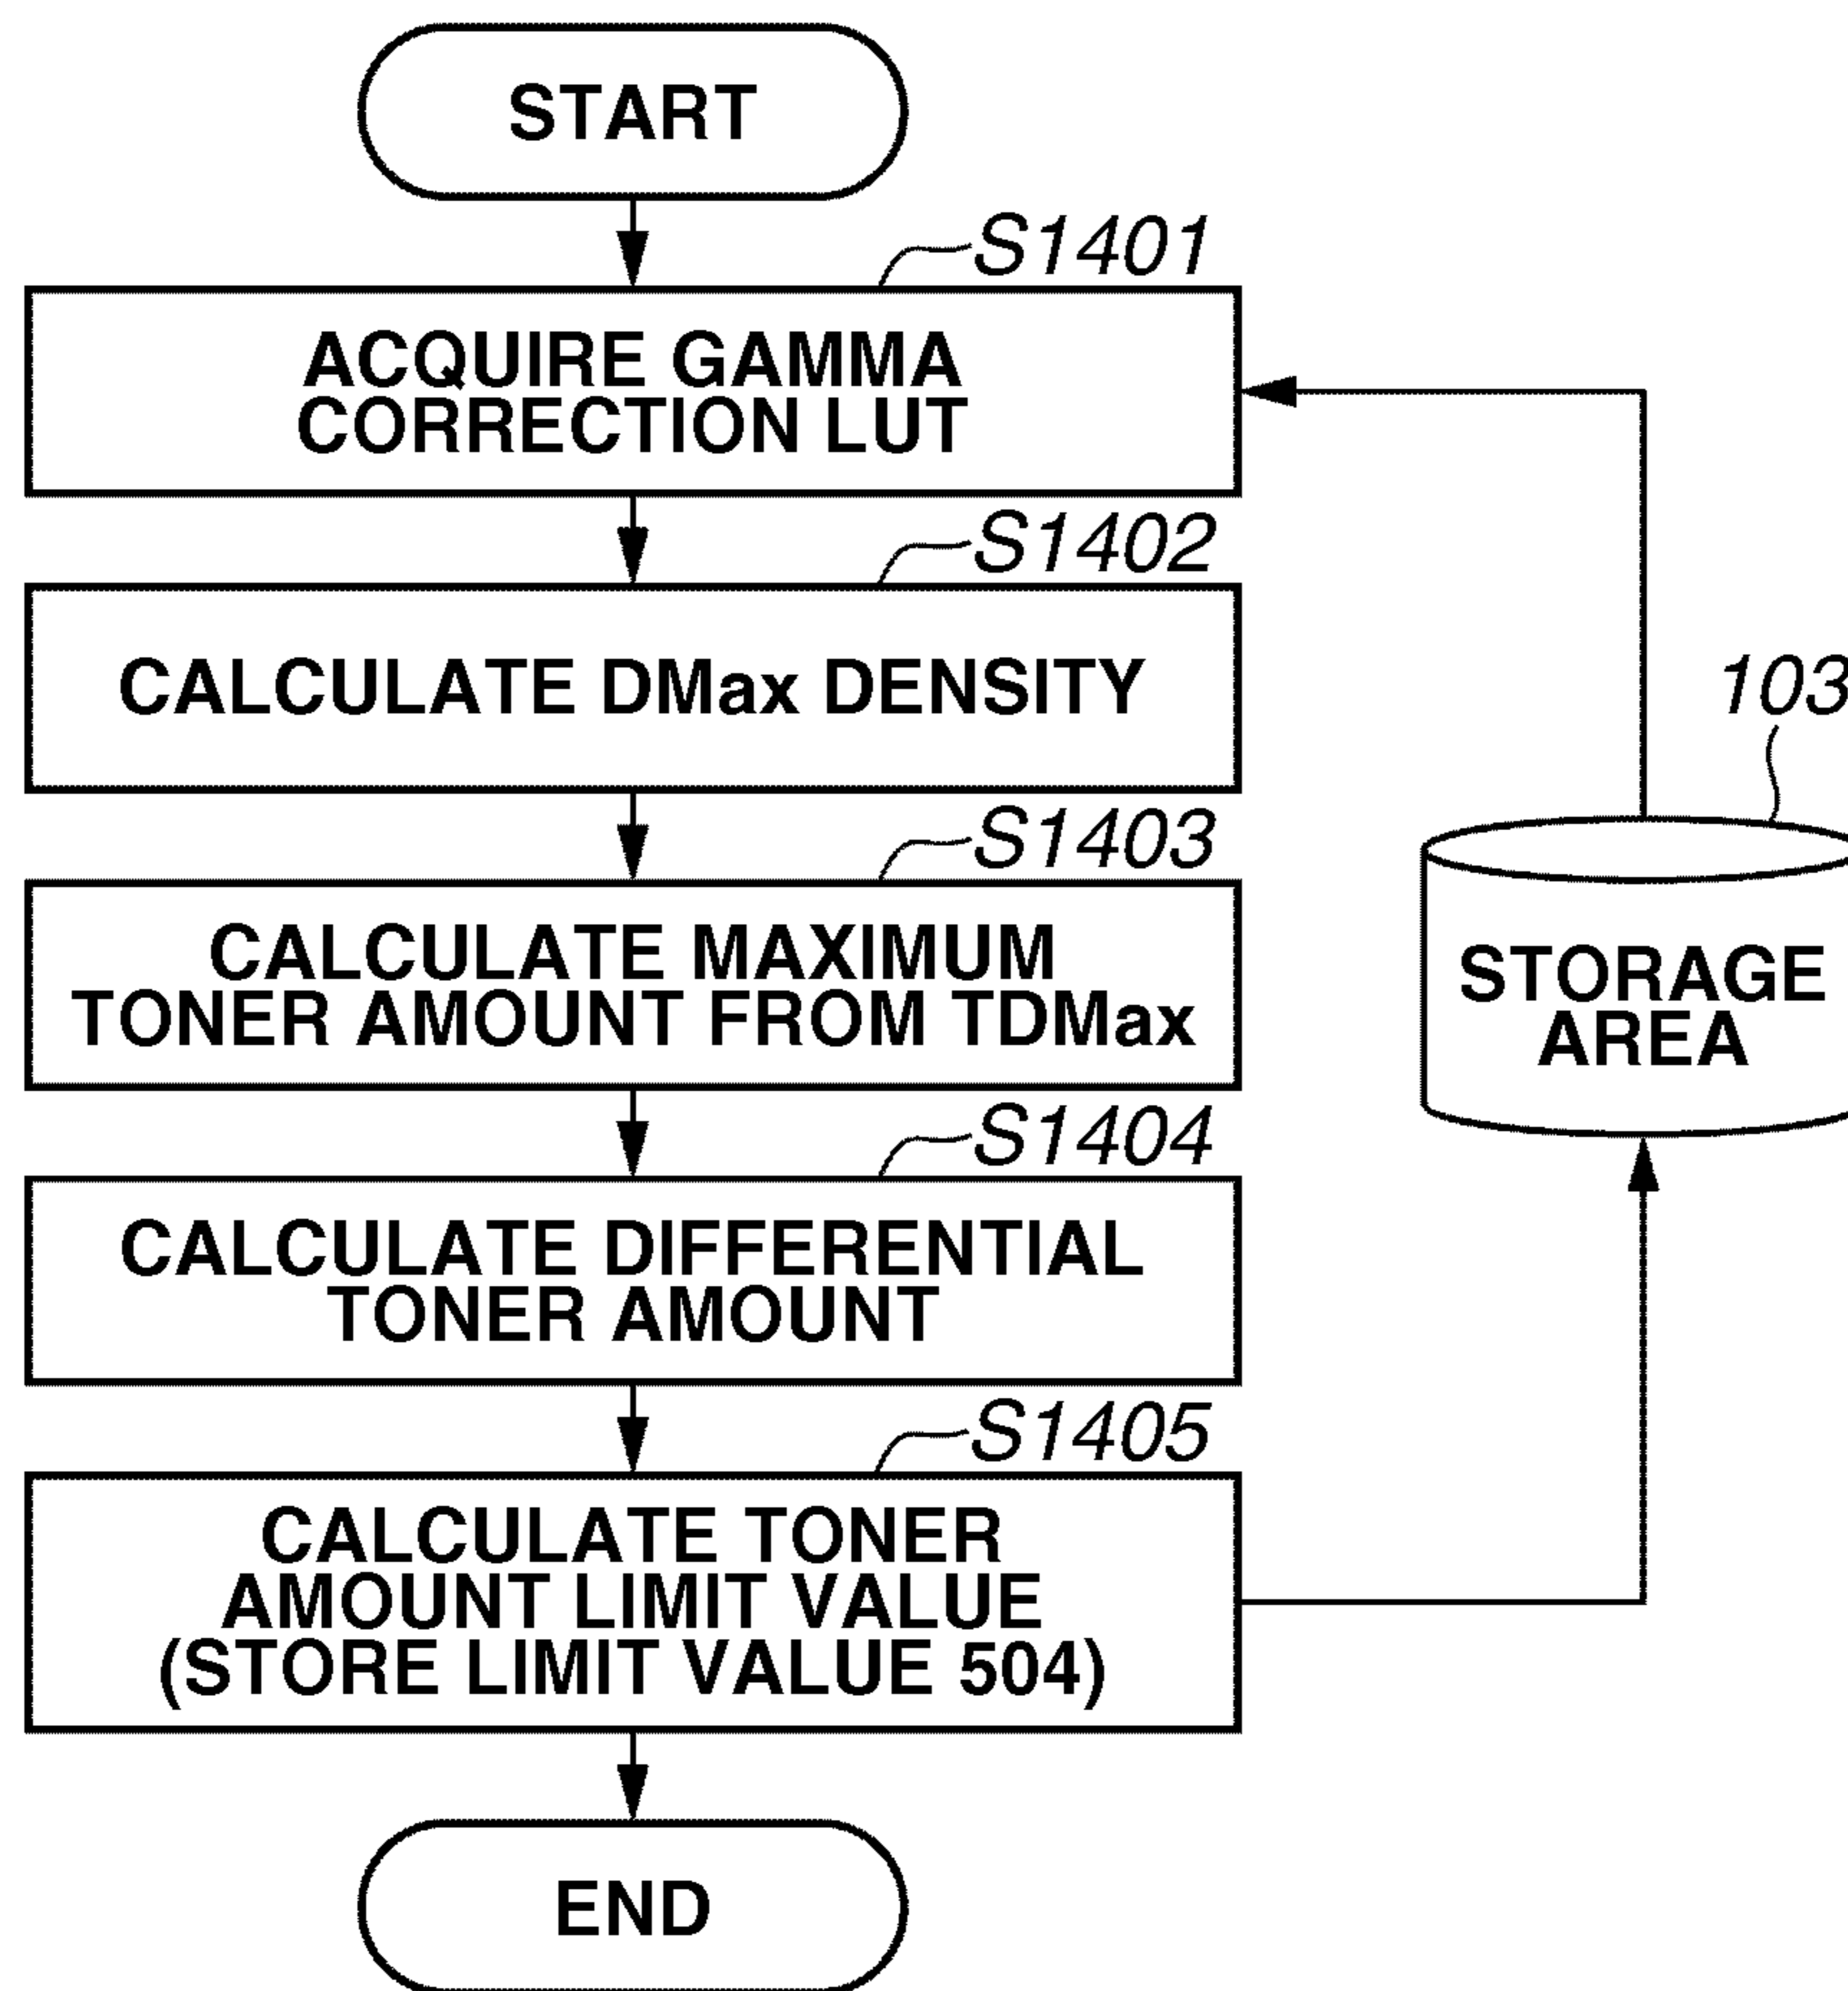 START
S1401
ACQUIRE GAMMA
CORRECTION LUT
S1402
CALCULATE DMax DENSITY
S1403
CALCULATE MAXIMUM
TONER AMOUNT FROM TDMax
S1404
CALCULATE DIFFERENTIAL
TONER AMOUNT
S1405
CALCULATE TONER
AMOUNT LIMIT VALUE
(STORE LIMIT VALUE 504)
END
103
STORAGE
AREA